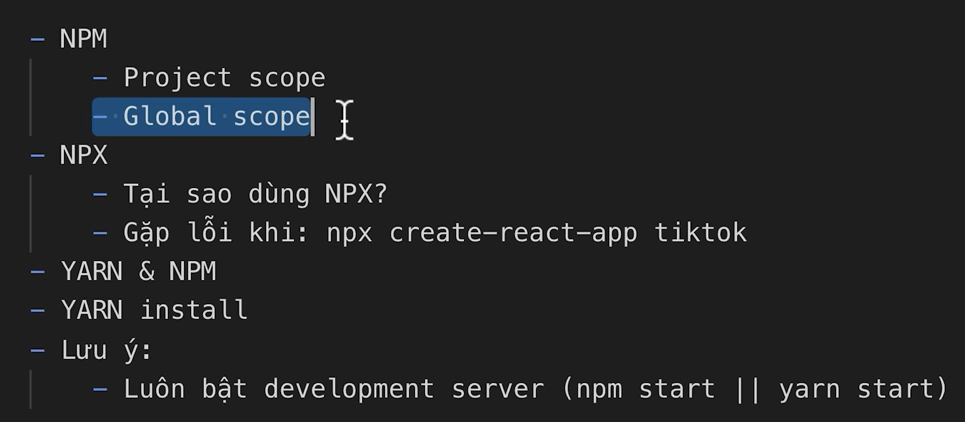 - NPM
- Project scope
- Global scope
- NPX
- Tại sao dùng NPX?
- Gặp lỗi khi: npx create-react-app tiktok
- YARN & NPM
- YARN install
- Lưu ý:
- Luôn bật development server (npm start || yarn start)